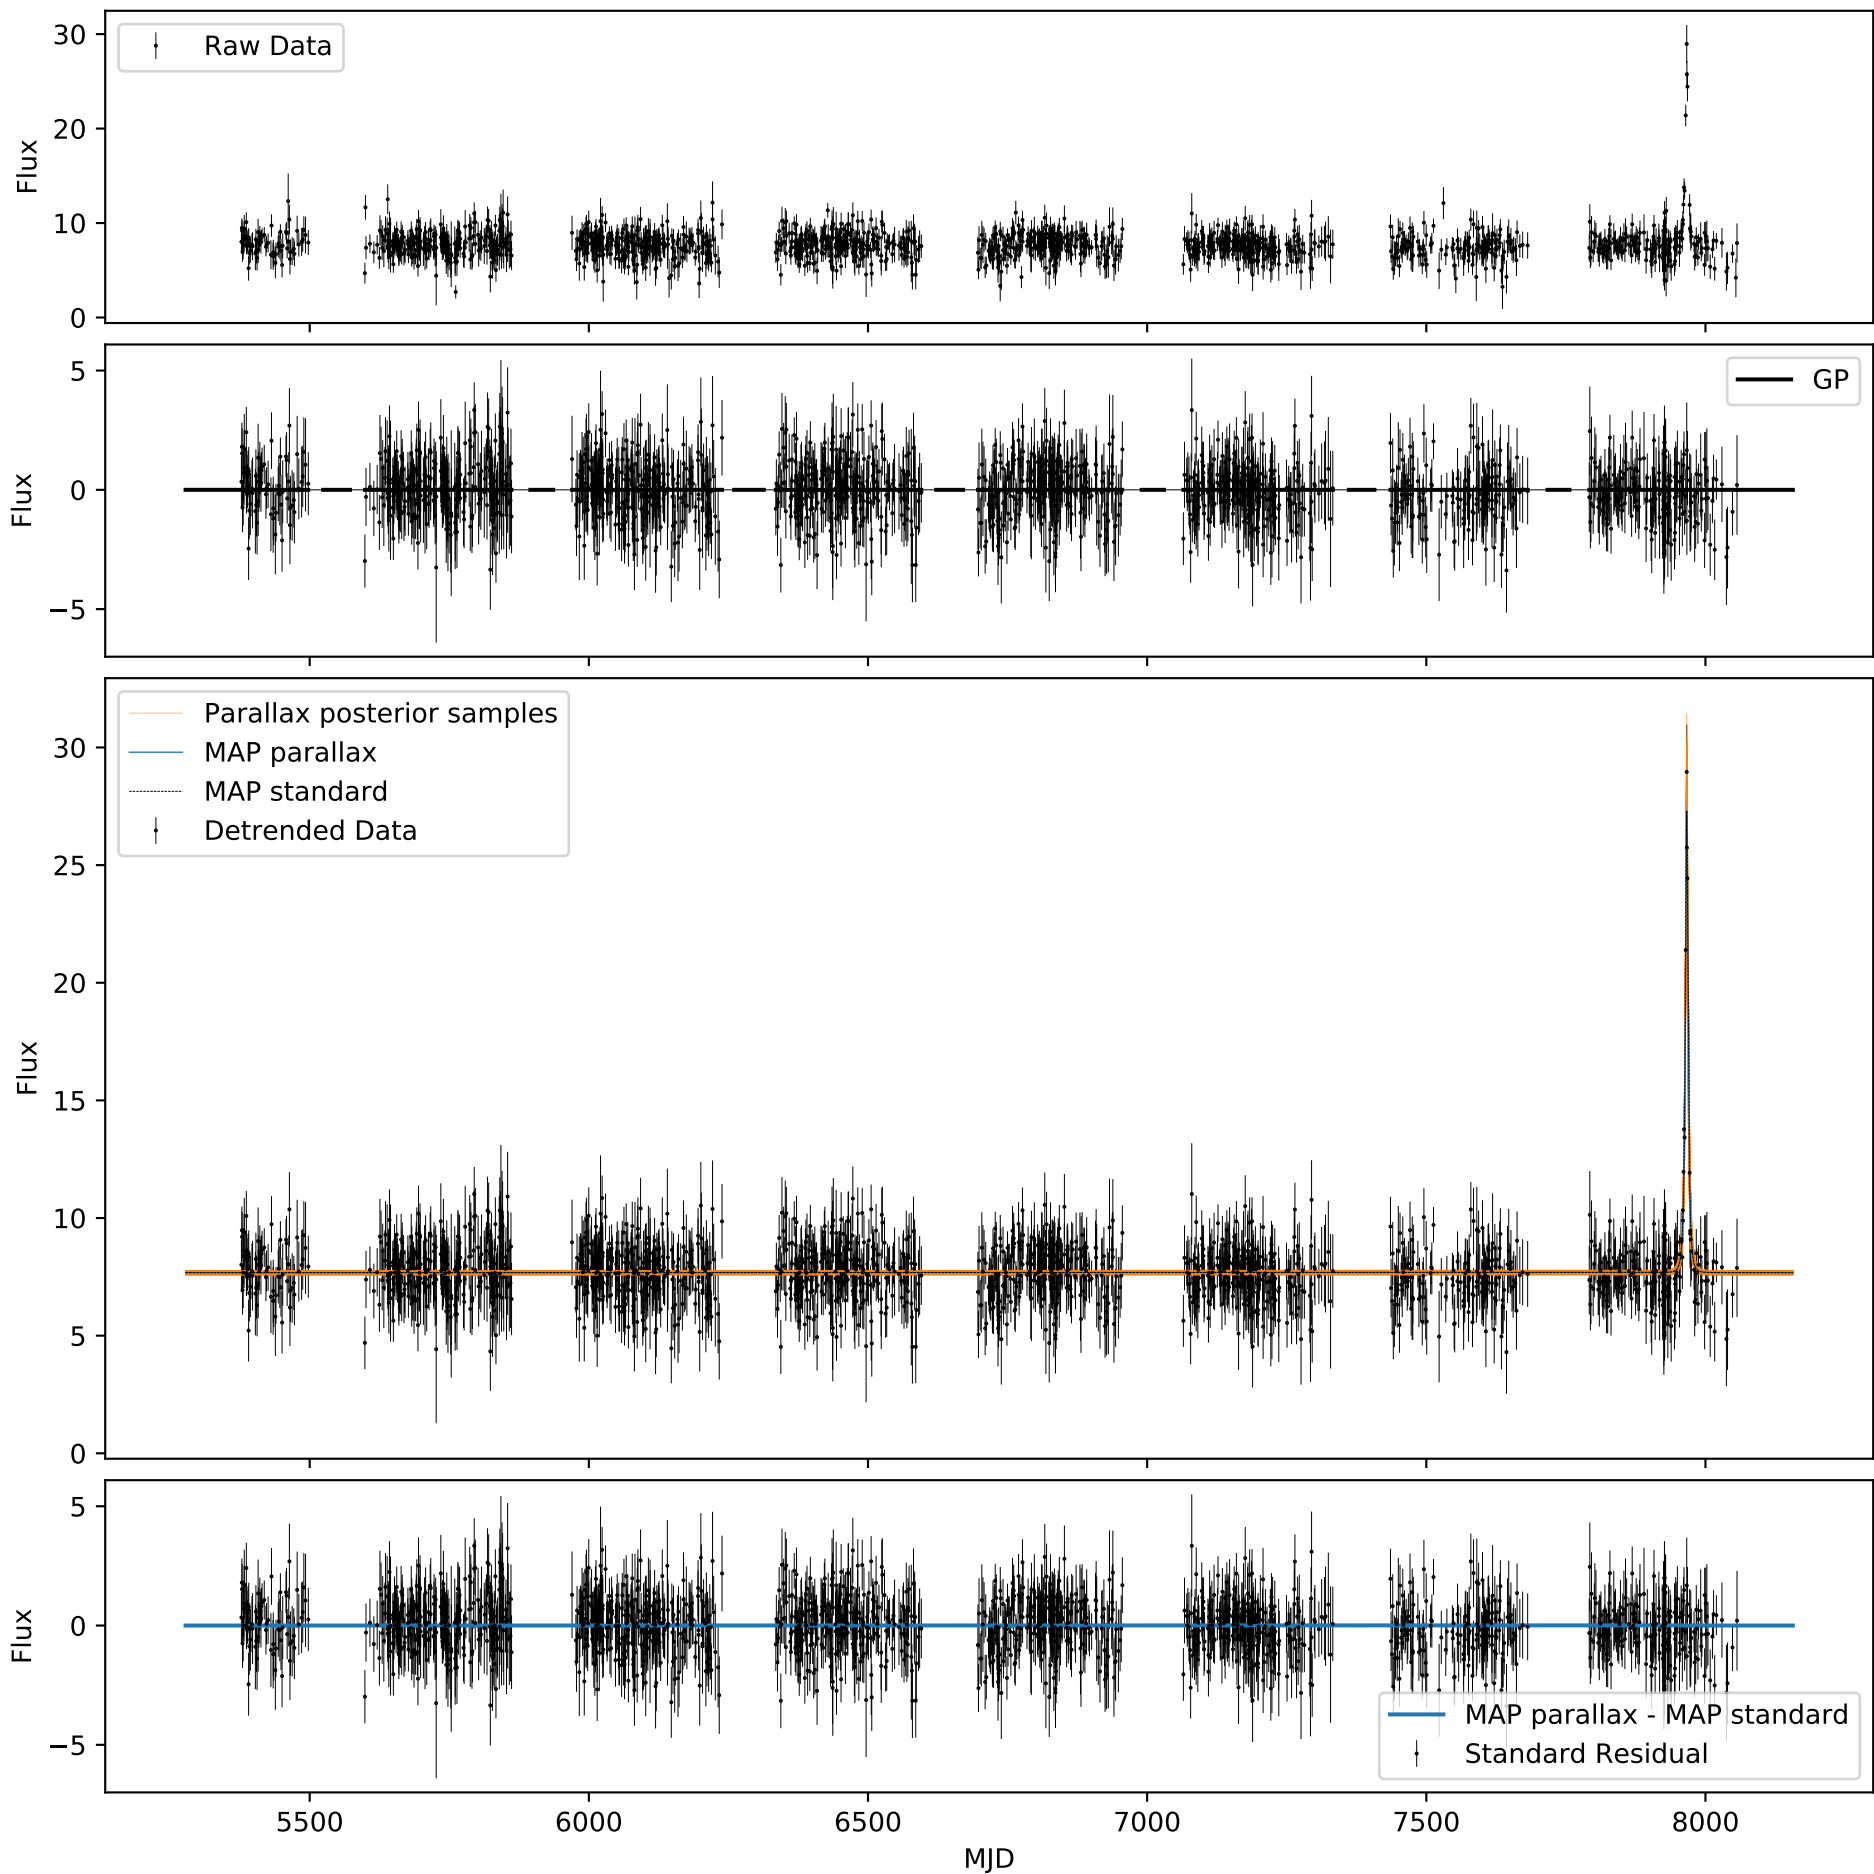 30
20
10
0
Flux
Raw Data
5
0
−5
Flux
GP
30
25
20
15
10
5
0
Flux
Parallax posterior samples
MAP parallax
MAP standard
Detrended Data
5
0
−5
Flux
MAP parallax - MAP standard
Standard Residual
5500 6000 6500 7000 7500 8000
MJD